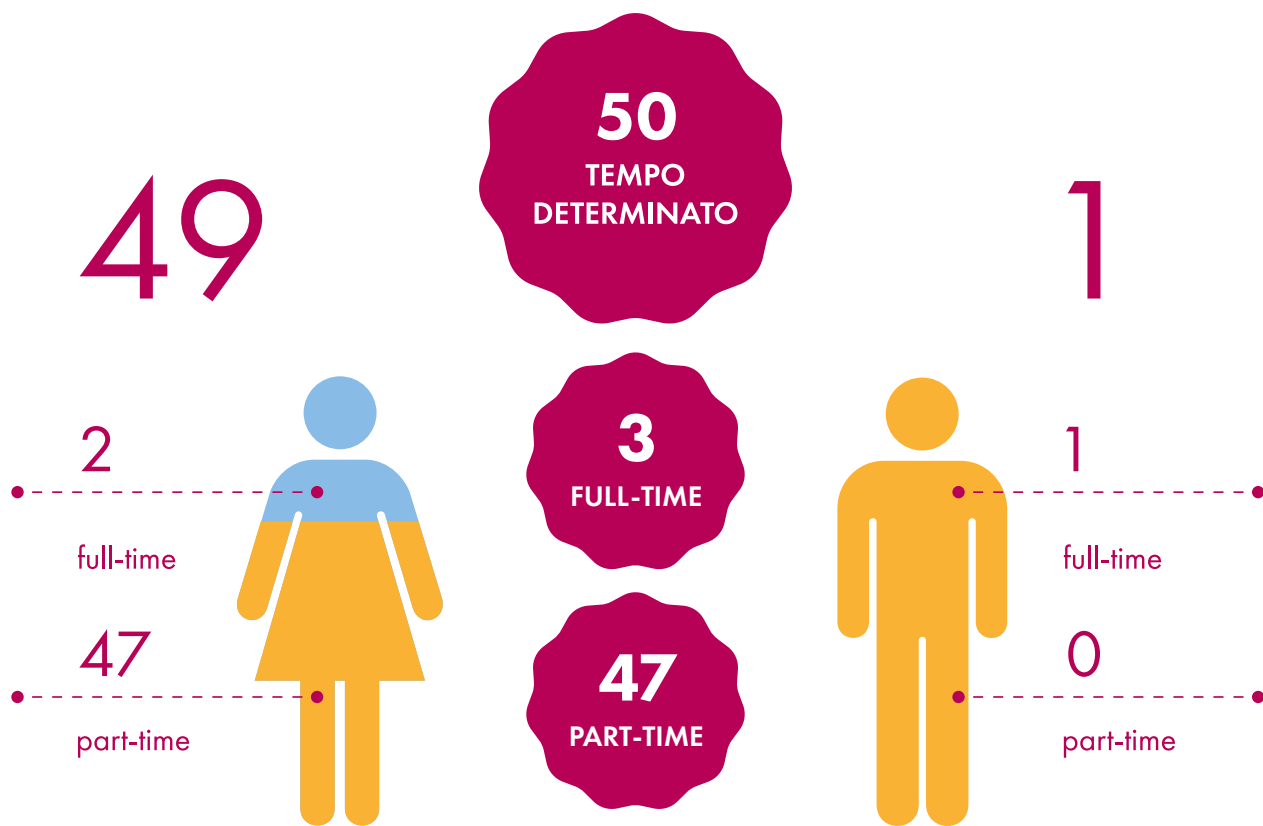 50
TEMPO
DETERMINATO
49
1
2
full-time
47
part-time
3
FULL-TIME
47
PART-TIME
1
full-time
0
part-time